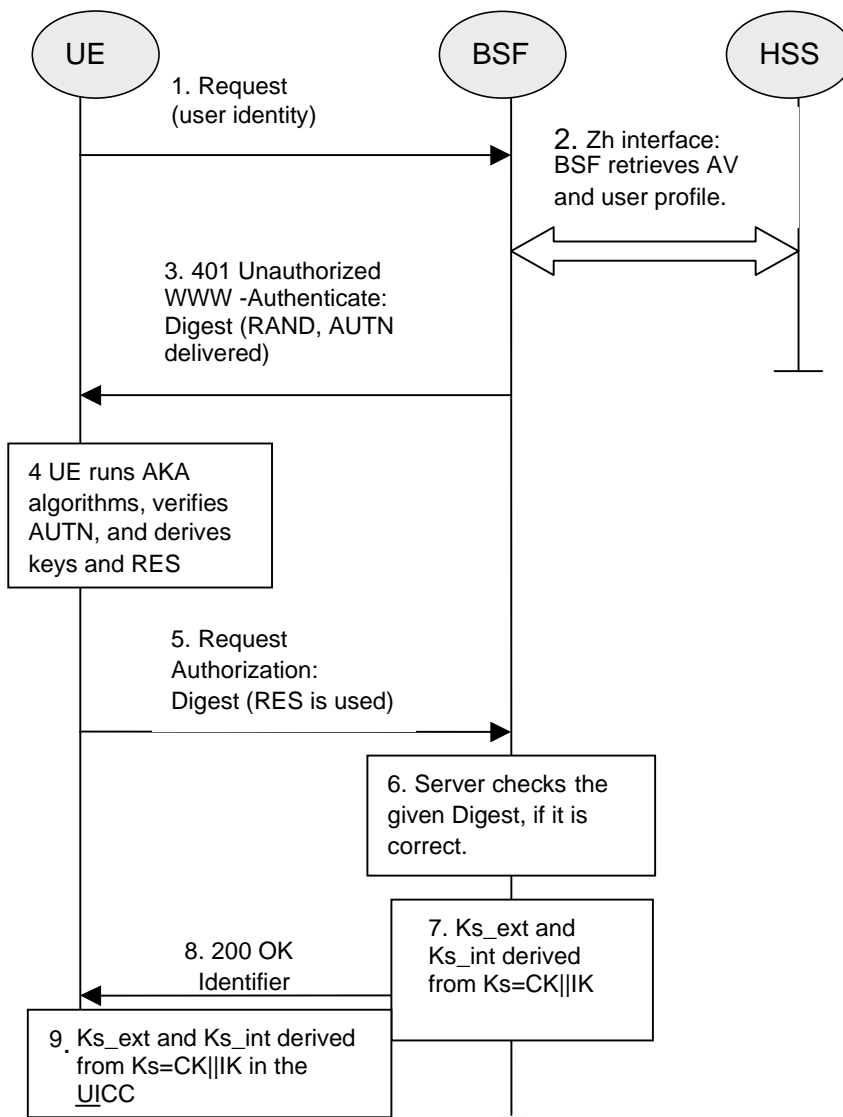 UE
BSF
HSS
1. Request
(user identity)
2. Zh interface:
BSF retrieves AV
and user profile.
3. 401 Unauthorized
WWW -Authenticate:
Digest (RAND, AUTN
delivered)
4 UE runs AKA
algorithms, verifies
AUTN, and derives
keys and RES
5. Request
Authorization:
Digest (RES is used)
6. Server checks the
given Digest, if it is
correct.
7. Ks_ext and
Ks_int derived
from Ks=CK||IK
8. 200 OK
Identifier
9. Ks_ext and Ks_int derived
from Ks=CK||IK in the
UICC